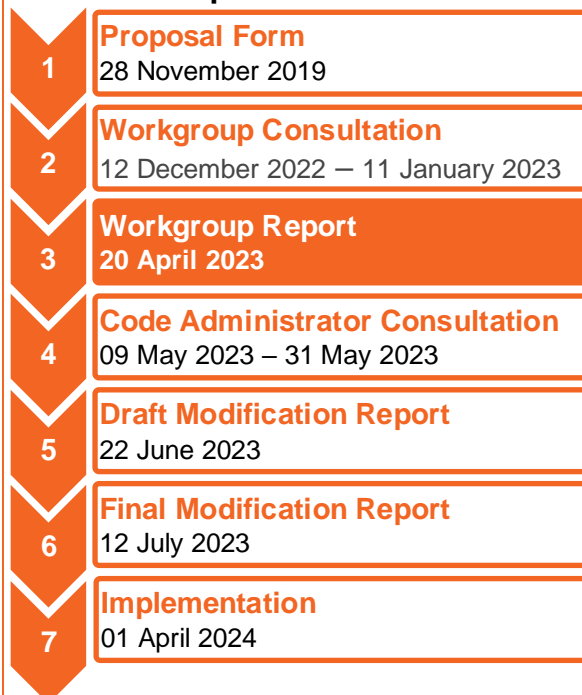 1
Proposal Form
28 November 2019
2
Workgroup Consultation
12 December 2022 – 11 January 2023
3
Workgroup Report
20 April 2023
4
Code Administrator Consultation
09 May 2023 – 31 May 2023
5
Draft Modification Report
22 June 2023
6
Final Modification Report
12 July 2023
7
Implementation
01 April 2024